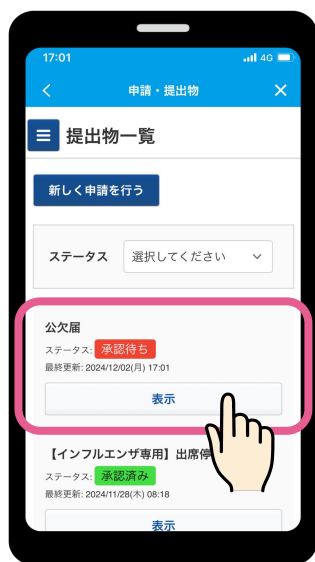 17:01 4G
申請・提出物
提出物一覧
新しく申請を行う
ステータス 選択してください
公欠届
ステータス: 承認待ち
最終更新: 2024/12/02(月) 17:01
表示
【インフルエンザ専用】出席停
ステータス: 承認済み
最終更新: 2024/11/28(木) 08:18
表示